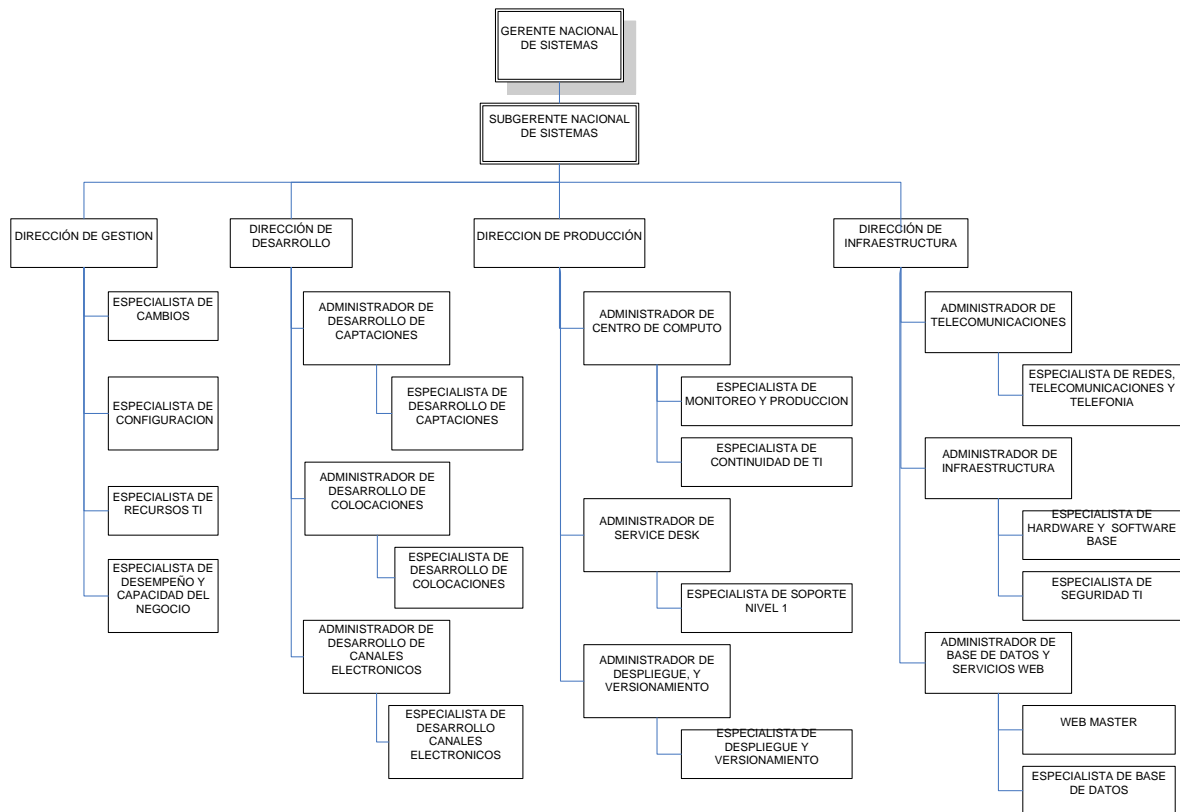 GERENTE NACIONAL
DE SISTEMAS
SUBGERENTE NACIONAL
DE SISTEMAS
DIRECCIÓN DE GESTION
ESPECIALISTA DE
CAMBIOS
ESPECIALISTA DE
CONFIGURACION
ESPECIALISTA DE
RECURSOS TI
ESPECIALISTA DE
DESEMPEÑO Y
CAPACIDAD DEL
NEGOCIO
DIRECCIÓN DE
DESARROLLO
ADMINISTRADOR DE
DESARROLLO DE
CAPTACIONES
ESPECIALISTA DE
DESARROLLO DE
CAPTACIONES
ADMINISTRADOR DE
DESARROLLO DE
COLOCACIONES
ESPECIALISTA DE
DESARROLLO DE
COLOCACIONES
ADMINISTRADOR DE
DESARROLLO DE
CANALES
ELECTRONICOS
ESPECIALISTA DE
DESARROLLO
CANALES
ELECTRONICOS
DIRECCION DE PRODUCCIÓN
ADMINISTRADOR DE
CENTRO DE COMPUTO
ESPECIALISTA DE
MONITOREO Y PRODUCCION
ESPECIALISTA DE
CONTINUIDAD DE TI
ADMINISTRADOR DE
SERVICE DESK
ESPECIALISTA DE SOPORTE
NIVEL 1
ADMINISTRADOR DE
DESPLIEGUE, Y
VERSIONAMIENTO
ESPECIALISTA DE
DESPLIEGUE Y
VERSIONAMIENTO
DIRECCIÓN DE
INFRAESTRUCTURA
ADMINISTRADOR DE
TELECOMUNICACIONES
ESPECIALISTA DE REDES,
TELECOMUNICACIONES Y
TELEFONIA
ADMINISTRADOR DE
INFRAESTRUCTURA
ESPECIALISTA DE
HARDWARE Y SOFTWARE
BASE
ESPECIALISTA DE
SEGURIDAD TI
ADMINISTRADOR DE
BASE DE DATOS Y
SERVICIOS WEB
WEB MASTER
ESPECIALISTA DE BASE
DE DATOS